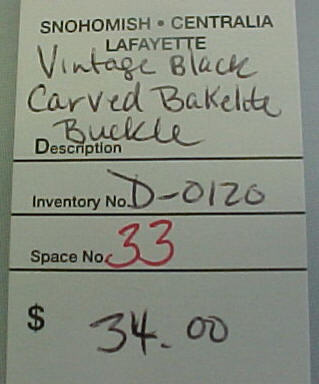 SNOHOMISH • CENTRALIA
LAFAYETTE
Vintage Black
Carved Bakelite
Buckle
Description
Inventory No. D-0120
Space No. 33
$ 34.00